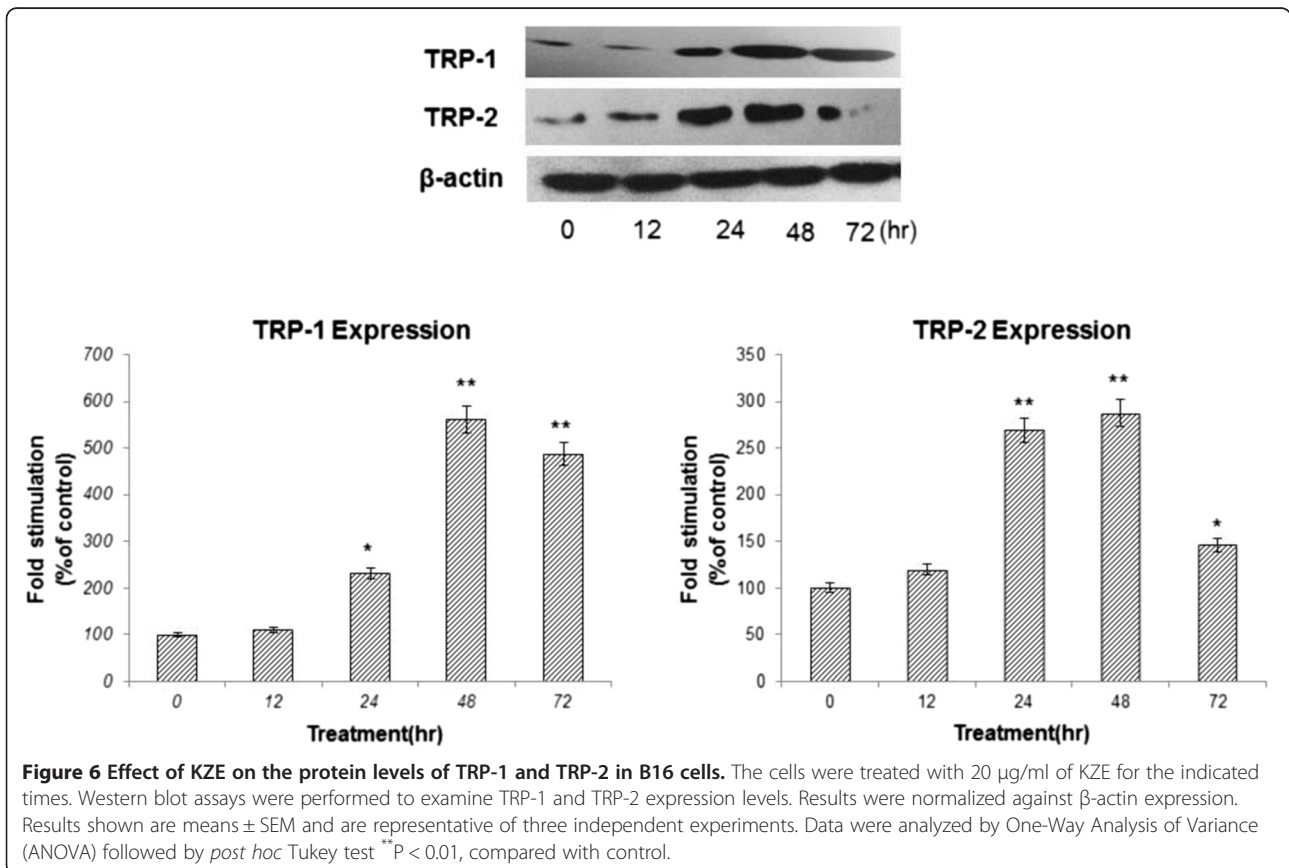 TRP-1
TRP-2
β-actin
0 12 24 48 72 (hr)
TRP-1 Expression
700
600
500
400
300
200
100
0
Fold stimulation
(%of control)
*
**
**
0 12 24 48 72
Treatment(hr)
TRP-2 Expression
350
300
250
200
150
100
50
0
Fold stimulation
(%of control)
**
**
*
0 12 24 48 72
Treatment(hr)
Figure 6 Effect of KZE on the protein levels of TRP-1 and TRP-2 in B16 cells. The cells were treated with 20 μg/ml of KZE for the indicated
times. Western blot assays were performed to examine TRP-1 and TRP-2 expression levels. Results were normalized against β-actin expression.
Results shown are means ± SEM and are representative of three independent experiments. Data were analyzed by One-Way Analysis of Variance
(ANOVA) followed by post hoc Tukey test **P < 0.01, compared with control.